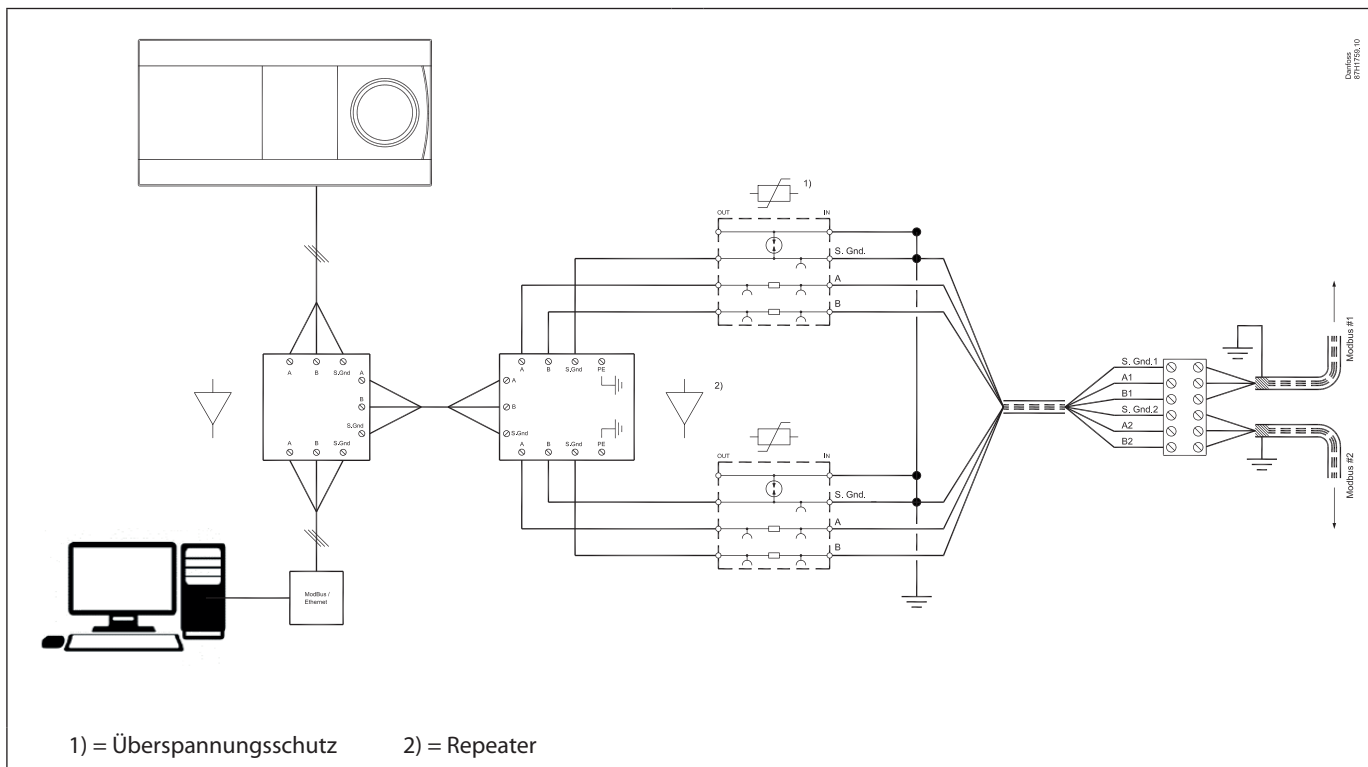 Danfoss
87H1759.10
1)
OUT IN
S. Gnd.
A
B
A B S.Gnd A
B
S.Gnd
A B S.Gnd
A B S.Gnd PE
A
B
S.Gnd
A B S.Gnd PE
2)
OUT IN
S. Gnd.
A
B
S. Gnd.1
A1
B1
S. Gnd.2
A2
B2
Modbus #1
Modbus #2
ModBus /
Ethernet
1) = Überspannungsschutz 2) = Repeater